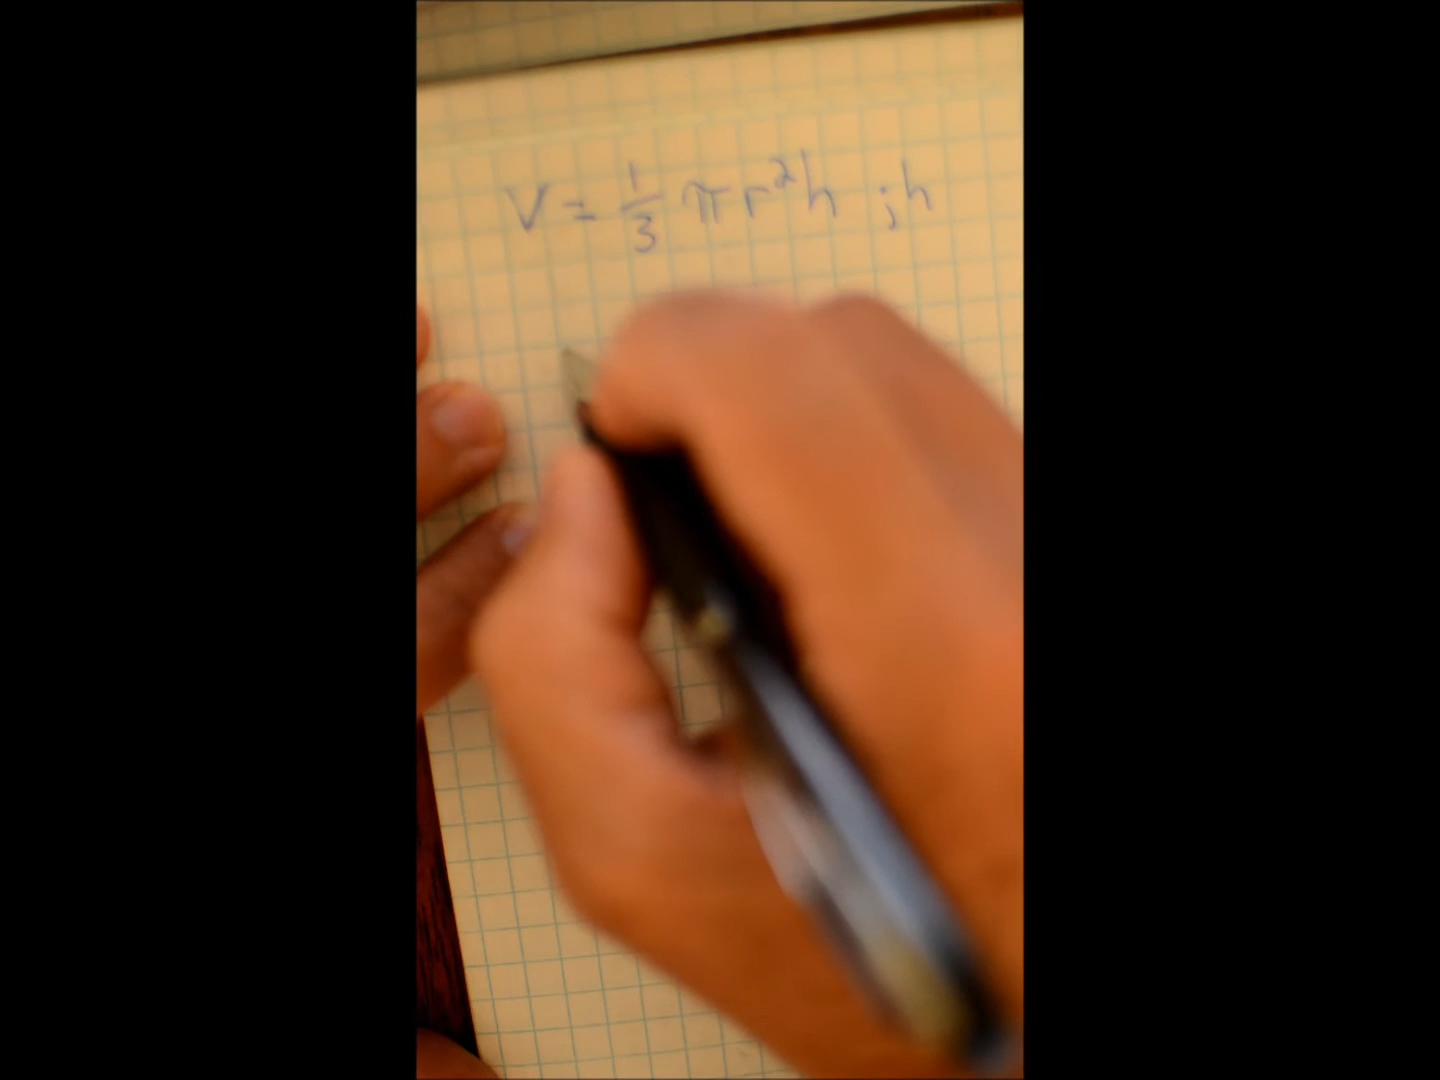 V = 1/3 πr²h ; h